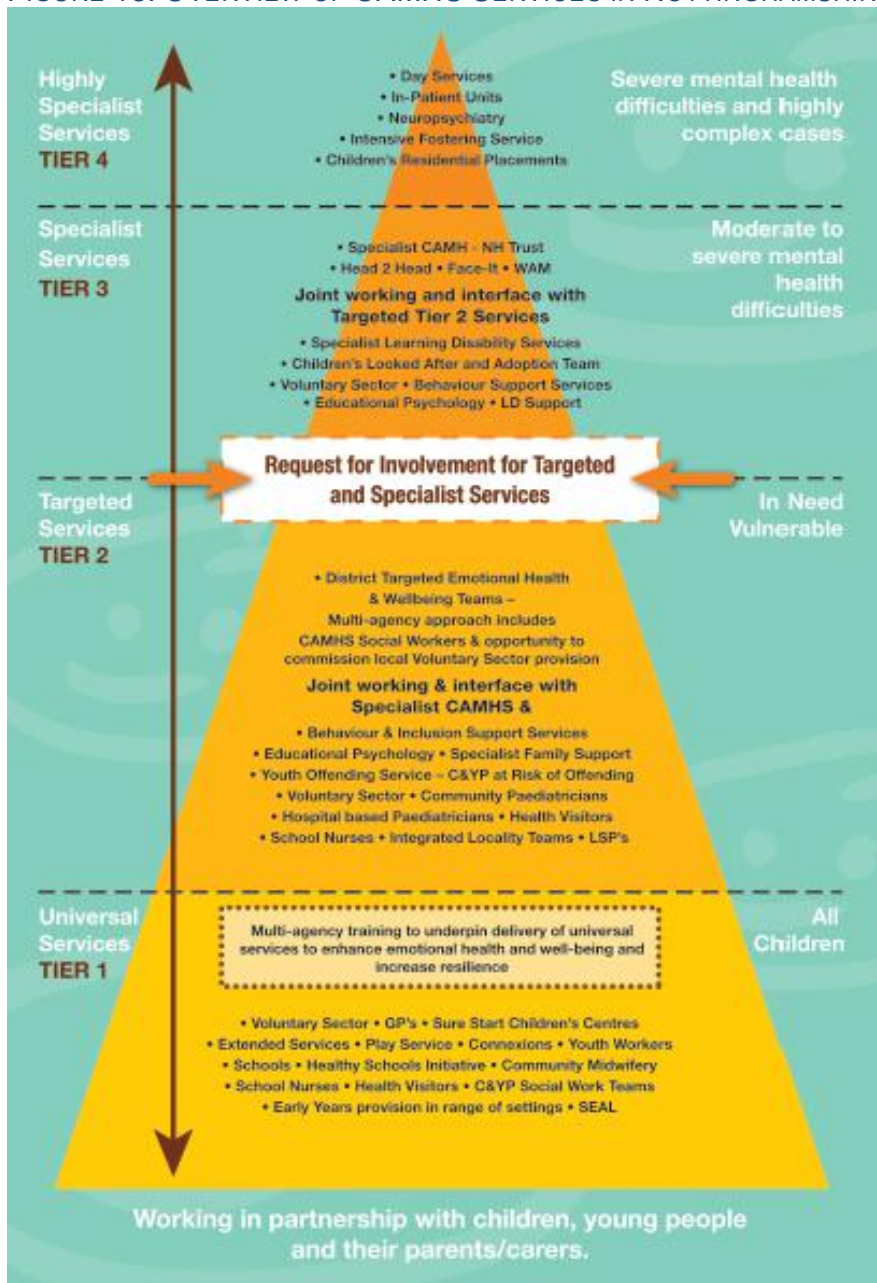 Highly
Specialist
Services
TIER 4
• Day Services
• In-Patient Units
• Neuropsychiatry
• Intensive Fostering Service
• Children's Residential Placements
Severe mental health
difficulties and highly
complex cases
Specialist
Services
TIER 3
• Specialist CAMH - NH Trust
• Head 2 Head • Face-It • WAM
Joint working and interface with
Targeted Tier 2 Services
• Specialist Learning Disability Services
• Children's Looked After and Adoption Team
• Voluntary Sector • Behaviour Support Services
• Educational Psychology • LD Support
Moderate to
severe mental
health
difficulties
Request for Involvement for Targeted
and Specialist Services
Targeted
Services
TIER 2
In Need
Vulnerable
• District Targeted Emotional Health
& Wellbeing Teams –
Multi-agency approach includes
CAMHS Social Workers & opportunity to
commission local Voluntary Sector provision
Joint working & interface with
Specialist CAMHS &
• Behaviour & Inclusion Support Services
• Educational Psychology • Specialist Family Support
• Youth Offending Service – C&YP at Risk of Offending
• Voluntary Sector • Community Paediatricians
• Hospital based Paediatricians • Health Visitors
• School Nurses • Integrated Locality Teams • LSP's
Universal
Services
TIER 1
Multi-agency training to underpin delivery of universal
services to enhance emotional health and well-being and
increase resilience
All
Children
• Voluntary Sector • GP's • Sure Start Children's Centres
• Extended Services • Play Service • Connexions • Youth Workers
• Schools • Healthy Schools Initiative • Community Midwifery
• School Nurses • Health Visitors • C&YP Social Work Teams
• Early Years provision in range of settings • SEAL
Working in partnership with children, young people
and their parents/carers.